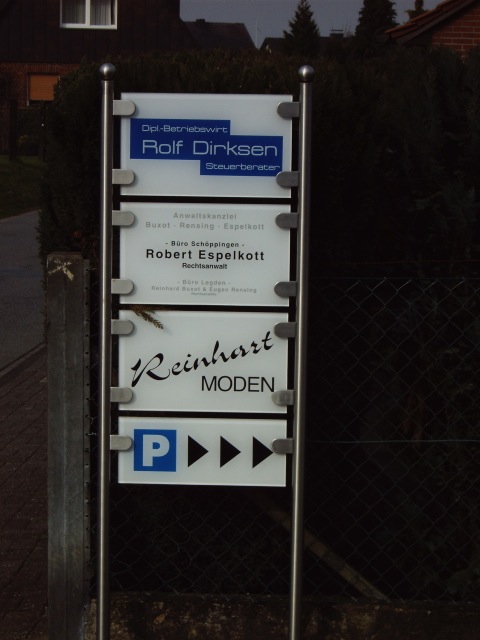 Dipl.-Betriebswirt
Rolf Dirksen
Steuerberater
Anwaltskanzlei
Buxot - Rensing - Espelkott
- Büro Schöppingen -
Robert Espelkott
Rechtsanwalt
- Büro Legden -
Reinhard Buxot & Eugen Rensing
Reinhart
MODEN
P